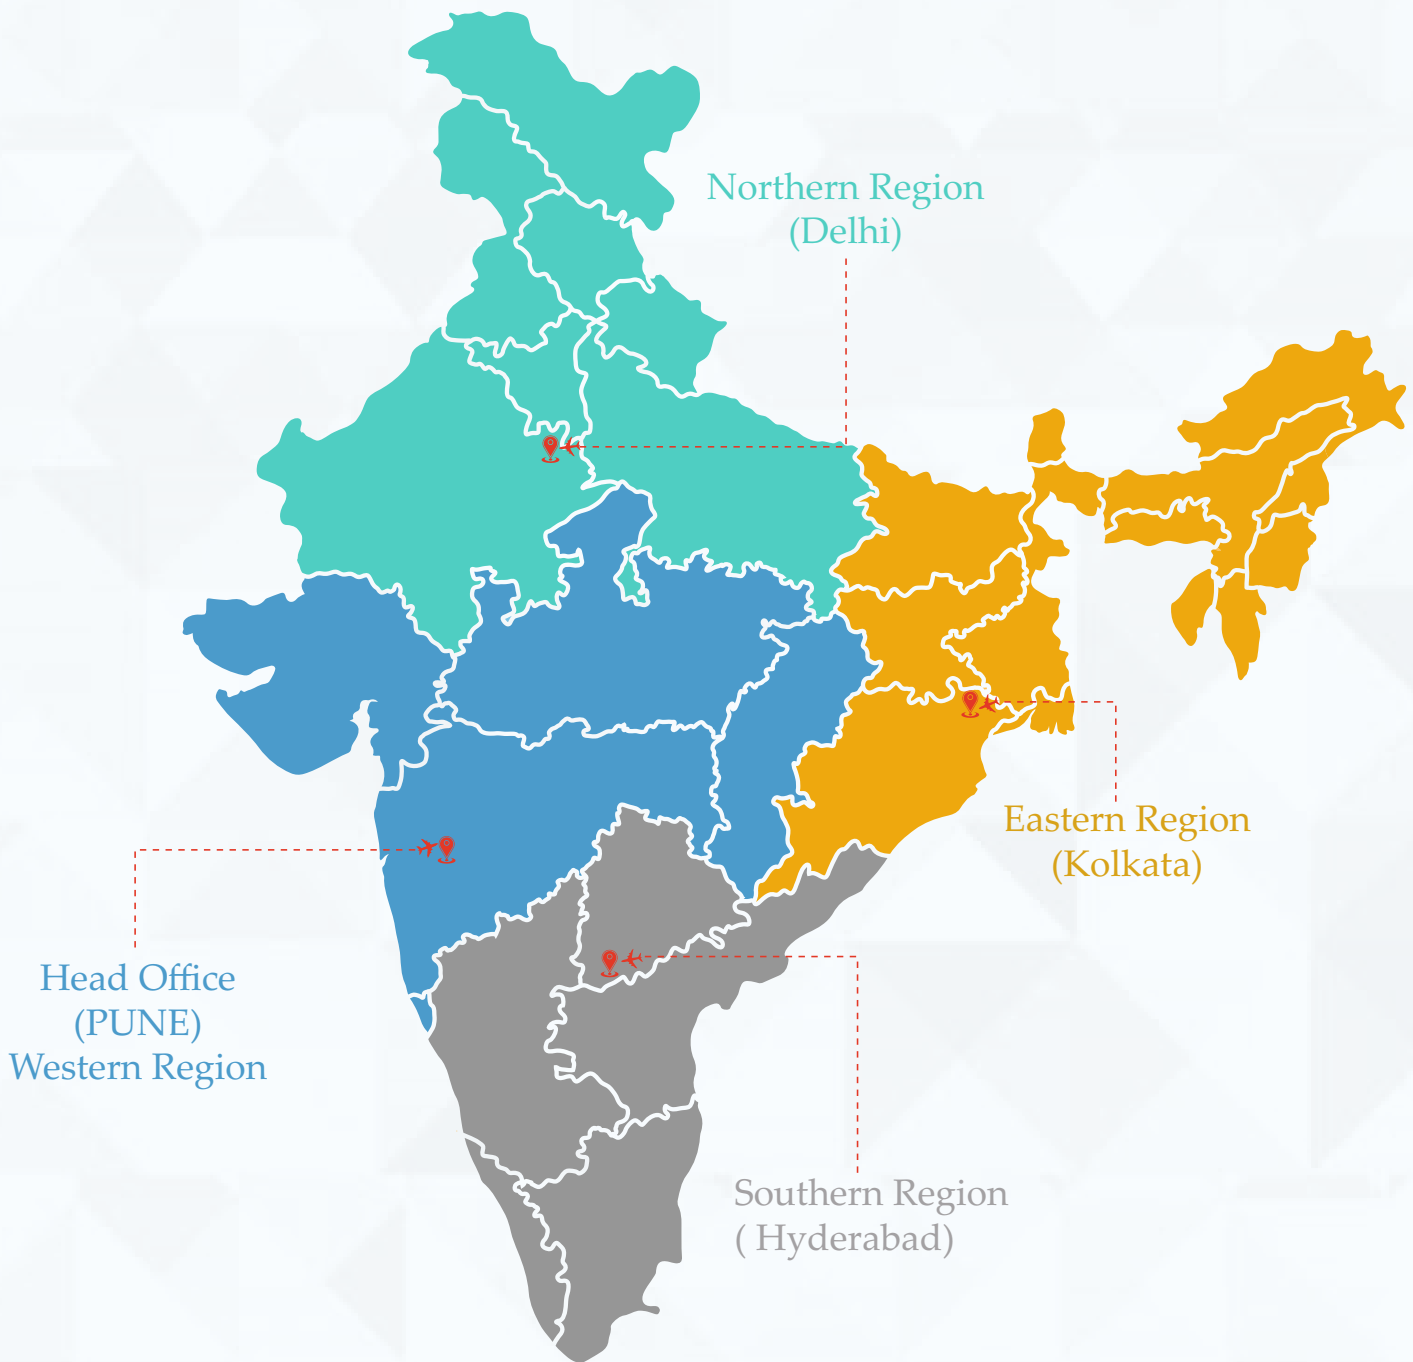 Northern Region
(Delhi)
Eastern Region
(Kolkata)
Head Office
(PUNE)
Western Region
Southern Region
( Hyderabad)